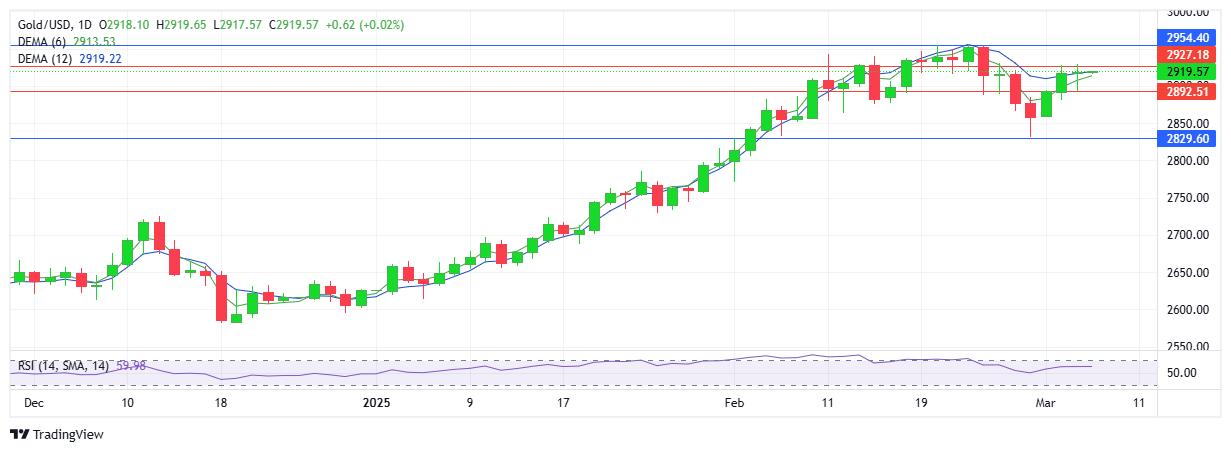 Gold/USD, 1D O2918.10 H2919.65 L2917.57 C2919.57 +0.62 (+0.02%)
DEMA (6) 2913.53
DEMA (12) 2919.22
3000.00
2954.40
2927.18
2919.57
2892.51
2850.00
2829.60
2800.00
2750.00
2700.00
2650.00
2600.00
2550.00
RSI (14, SMA, 14) 59.98
50.00
Dec 10 18 2025 9 17 Feb 11 19 Mar 11
TradingView